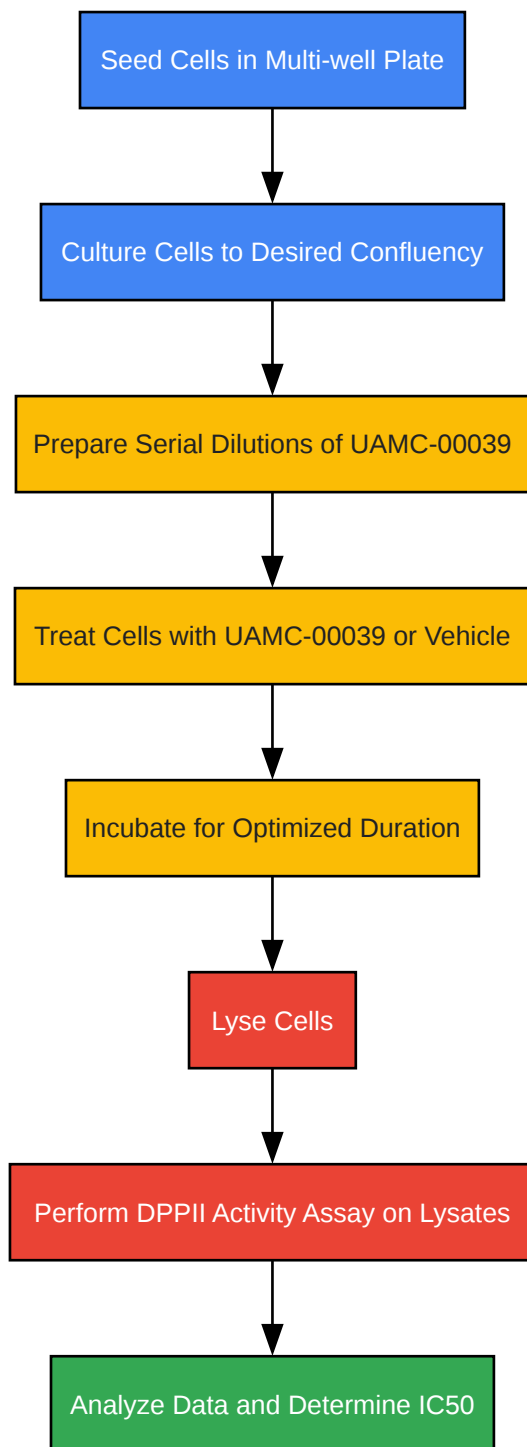 Seed Cells in Multi-well Plate
Culture Cells to Desired Confluency
Prepare Serial Dilutions of UAMC-00039
Treat Cells with UAMC-00039 or Vehicle
Incubate for Optimized Duration
Lyse Cells
Perform DPPII Activity Assay on Lysates
Analyze Data and Determine IC50